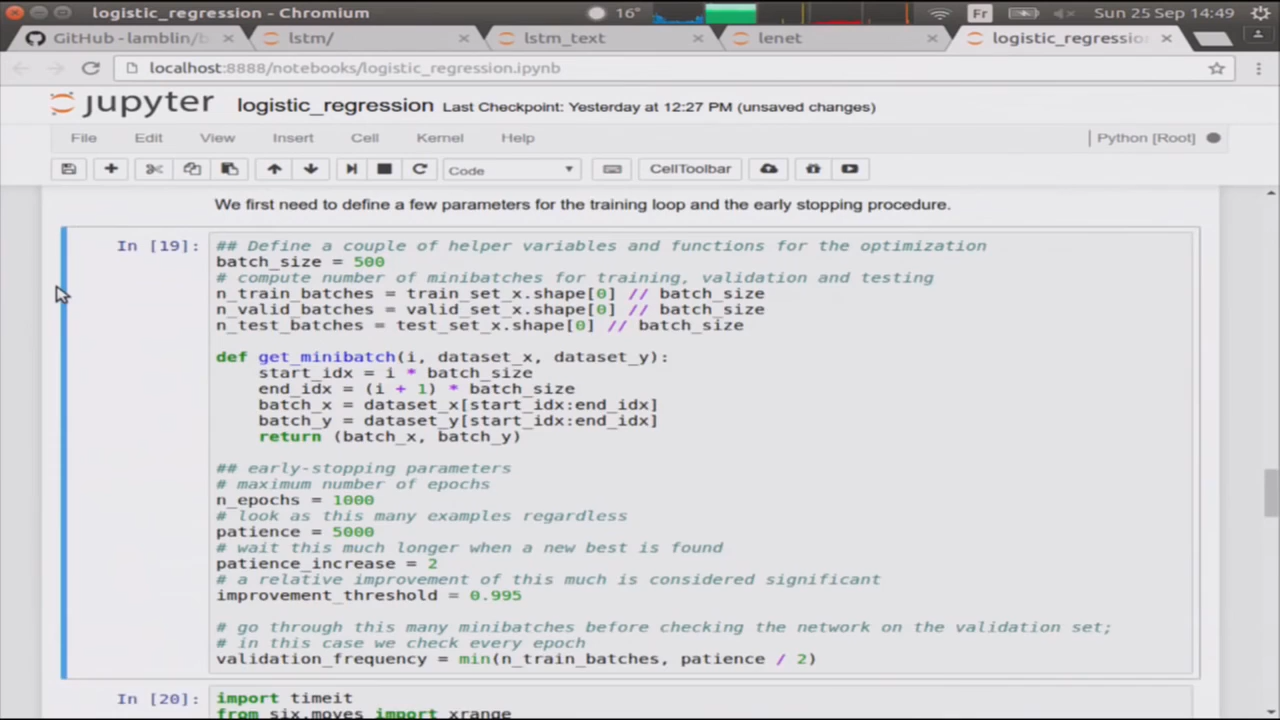 logistic_regression - Chromium
16°
Fr
Sun 25 Sep 14:49
GitHub - lamblin/b
lstm/
lstm_text
lenet
logistic_regressio
localhost:8888/notebooks/logistic_regression.ipynb
jupyter
logistic_regression Last Checkpoint: Yesterday at 12:27 PM (unsaved changes)
File Edit View Insert Cell Kernel Help
Python [Root]
Code
CellToolbar
We first need to define a few parameters for the training loop and the early stopping procedure.
In [19]:
## Define a couple of helper variables and functions for the optimization
batch_size = 500
# compute number of minibatches for training, validation and testing
n_train_batches = train_set_x.shape[0] // batch_size
n_valid_batches = valid_set_x.shape[0] // batch_size
n_test_batches = test_set_x.shape[0] // batch_size
def get_minibatch(i, dataset_x, dataset_y):
start_idx = i * batch_size
end_idx = (i + 1) * batch_size
batch_x = dataset_x[start_idx:end_idx]
batch_y = dataset_y[start_idx:end_idx]
return (batch_x, batch_y)
## early-stopping parameters
# maximum number of epochs
n_epochs = 1000
# look as this many examples regardless
patience = 5000
# wait this much longer when a new best is found
patience_increase = 2
# a relative improvement of this much is considered significant
improvement_threshold = 0.995
# go through this many minibatches before checking the network on the validation set;
# in this case we check every epoch
validation_frequency = min(n_train_batches, patience / 2)
In [20]:
import timeit
from six.moves import xrange